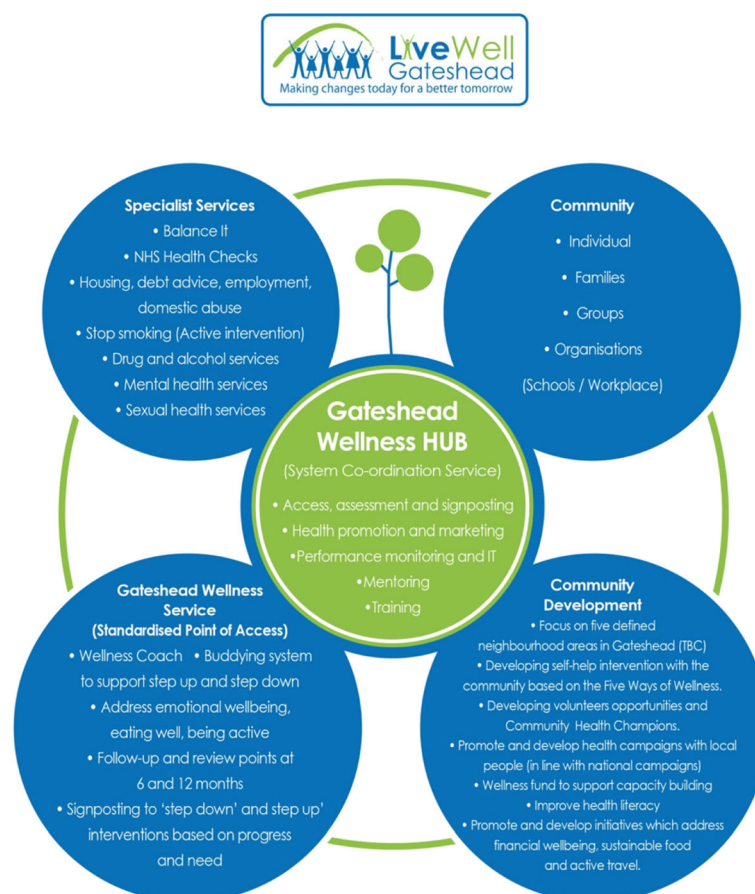 LiveWell
Gateshead
Making changes today for a better tomorrow
Specialist Services
• Balance It
• NHS Health Checks
• Housing, debt advice, employment,
domestic abuse
• Stop smoking (Active intervention)
• Drug and alcohol services
• Mental health services
• Sexual health services
Community
• Individual
• Families
• Groups
• Organisations
(Schools / Workplace)
Gateshead
Wellness HUB
(System Co-ordination Service)
• Access, assessment and signposting
• Health promotion and marketing
•Performance monitoring and IT
•Mentoring
•Training
Gateshead Wellness
Service
(Standardised Point of Access)
• Wellness Coach • Buddying system
to support step up and step down
• Address emotional wellbeing,
eating well, being active
• Follow-up and review points at
6 and 12 months
• Signposting to ‘step down’ and step up’
interventions based on progress
and need
Community
Development
• Focus on five defined
neighbourhood areas in Gateshead (TBC)
• Developing self-help intervention with the
community based on the Five Ways of Wellness.
• Developing volunteers opportunities and
Community Health Champions.
• Promote and develop health campaigns with local
people (in line with national campaigns)
• Wellness fund to support capacity building
• Improve health literacy
• Promote and develop initiatives which address
financial wellbeing, sustainable food
and active travel.